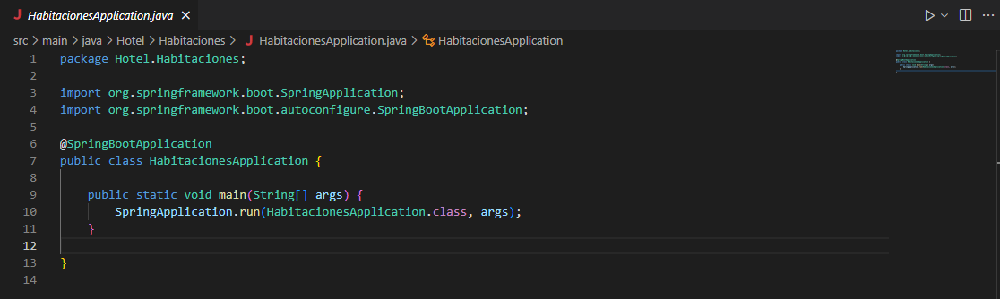 J HabitacionesApplication.java ×
src > main > java > Hotel > Habitaciones > J HabitacionesApplication.java > HabitacionesApplication
1 package Hotel.Habitaciones;
2
3 import org.springframework.boot.SpringApplication;
4 import org.springframework.boot.autoconfigure.SpringBootApplication;
5
6 @SpringBootApplication
7 public class HabitacionesApplication {
8
9     public static void main(String[] args) {
10         SpringApplication.run(HabitacionesApplication.class, args);
11     }
12
13 }
14